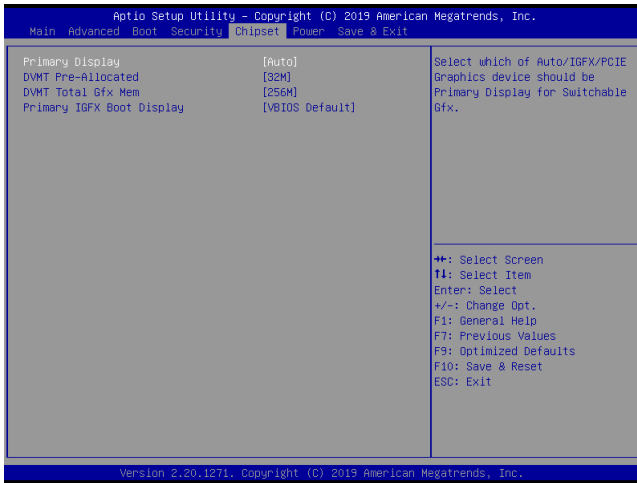 Aptio Setup Utility – Copyright (C) 2019 American Megatrends, Inc.
Main Advanced Boot Security Chipset Power Save & Exit
Primary Display [Auto]
DVMT Pre-Allocated [32M]
DVMT Total Gfx Mem [256M]
Primary IGFX Boot Display [VBIOS Default]
Select which of Auto/IGFX/PCIE
Graphics device should be
Primary Display for Switchable
Gfx.
→←: Select Screen
↑↓: Select Item
Enter: Select
+/-: Change Opt.
F1: General Help
F7: Previous Values
F9: Optimized Defaults
F10: Save & Reset
ESC: Exit
Version 2.20.1271. Copyright (C) 2019 American Megatrends, Inc.